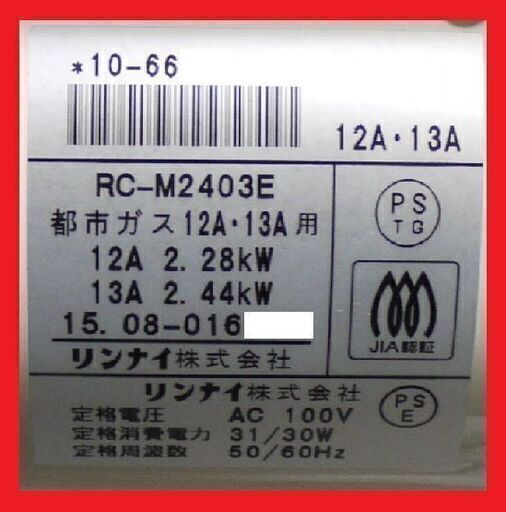 *10-66
12A・13A
RC-M2403E
都市ガス12A・13A用
12A 2.28kW
13A 2.44kW
15.08-016
リンナイ株式会社
PS
TG
JIA認証
リンナイ株式会社
定格電圧 AC 100V
定格消費電力 31/30W
定格周波数 50/60Hz
PS
E